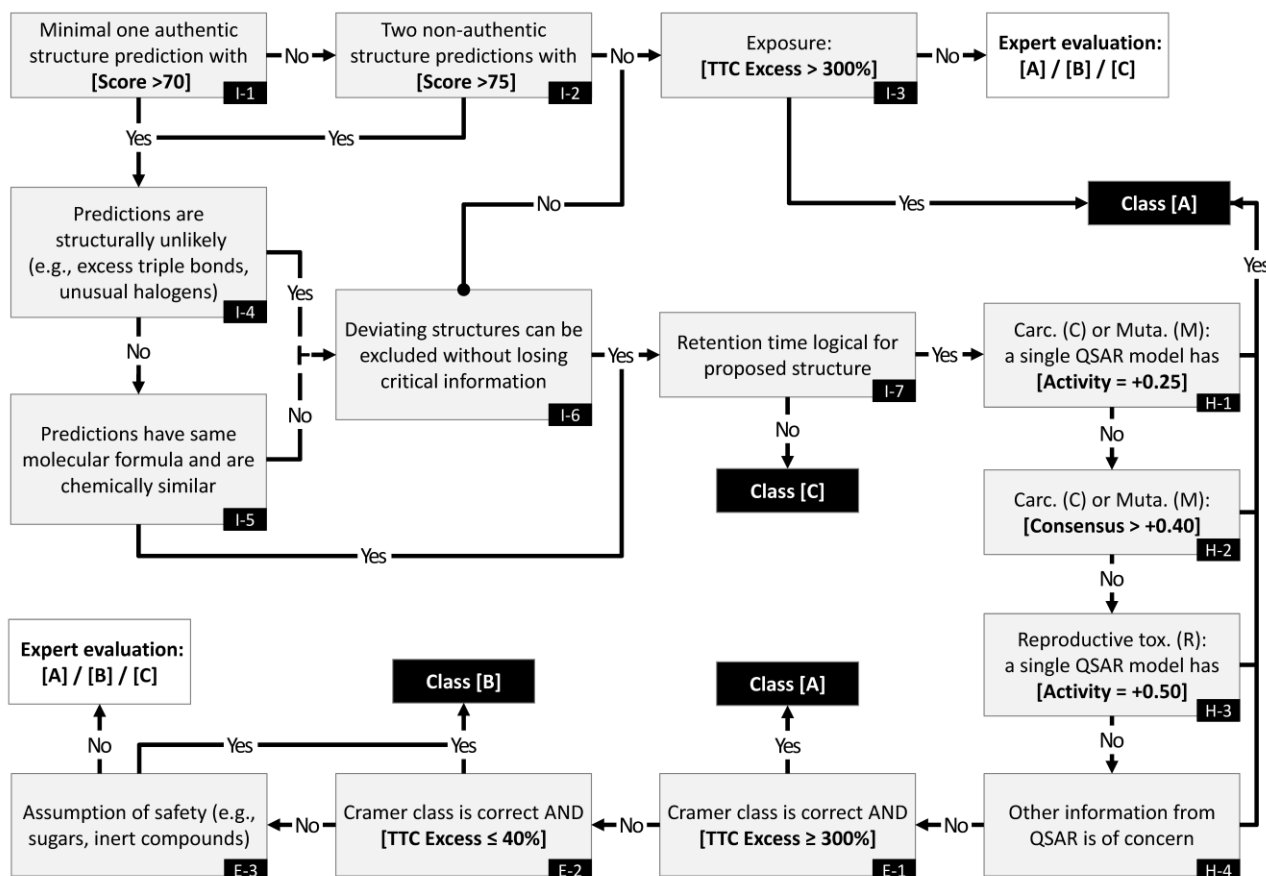 Minimal one authentic
structure prediction with
[Score >70]
I-1
No
Two non-authentic
structure predictions with
[Score >75]
I-2
No
Exposure:
[TTC Excess > 300%]
I-3
No
Expert evaluation:
[A] / [B] / [C]
Yes
Yes
No
Yes
Class [A]
Predictions are
structurally unlikely
(e.g., excess triple bonds,
unusual halogens)
I-4
Yes
No
No
Deviating structures can be
excluded without losing
critical information
I-6
Yes
Retention time logical for
proposed structure
I-7
Yes
Carc. (C) or Muta. (M):
a single QSAR model has
[Activity = +0.25]
H-1
Yes
Predictions have same
molecular formula and are
chemically similar
I-5
Yes
No
Class [C]
No
Carc. (C) or Muta. (M):
[Consensus > +0.40]
H-2
No
Reproductive tox. (R):
a single QSAR model has
[Activity = +0.50]
H-3
No
Expert evaluation:
[A] / [B] / [C]
Class [B]
Class [A]
No
Yes
Yes
Yes
Assumption of safety (e.g.,
sugars, inert compounds)
E-3
No
Cramer class is correct AND
[TTC Excess ≤ 40%]
E-2
No
Cramer class is correct AND
[TTC Excess ≥ 300%]
E-1
No
Other information from
QSAR is of concern
H-4